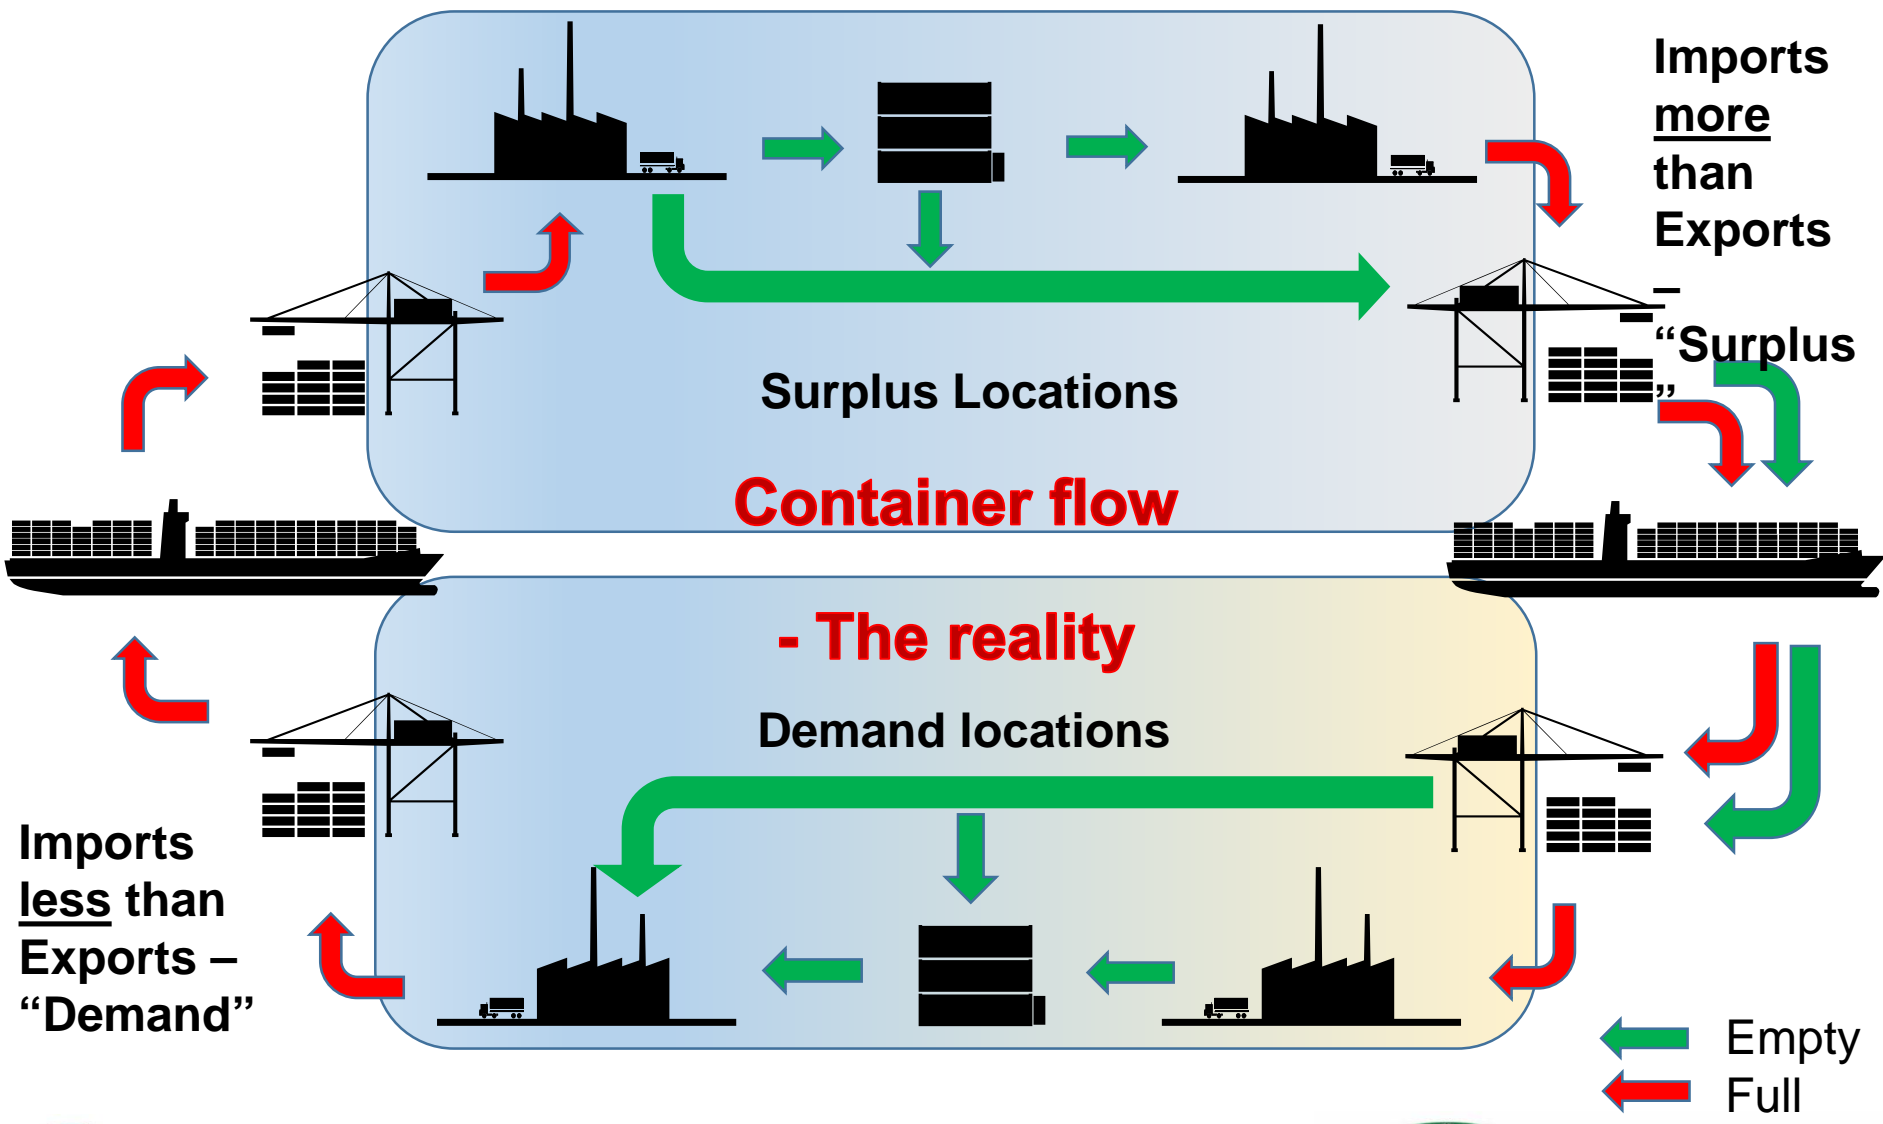 Imports
more
than
Exports
–
“Surplus
”
Surplus Locations
Container flow
- The reality
Demand locations
Imports
less than
Exports –
“Demand”
Empty
Full